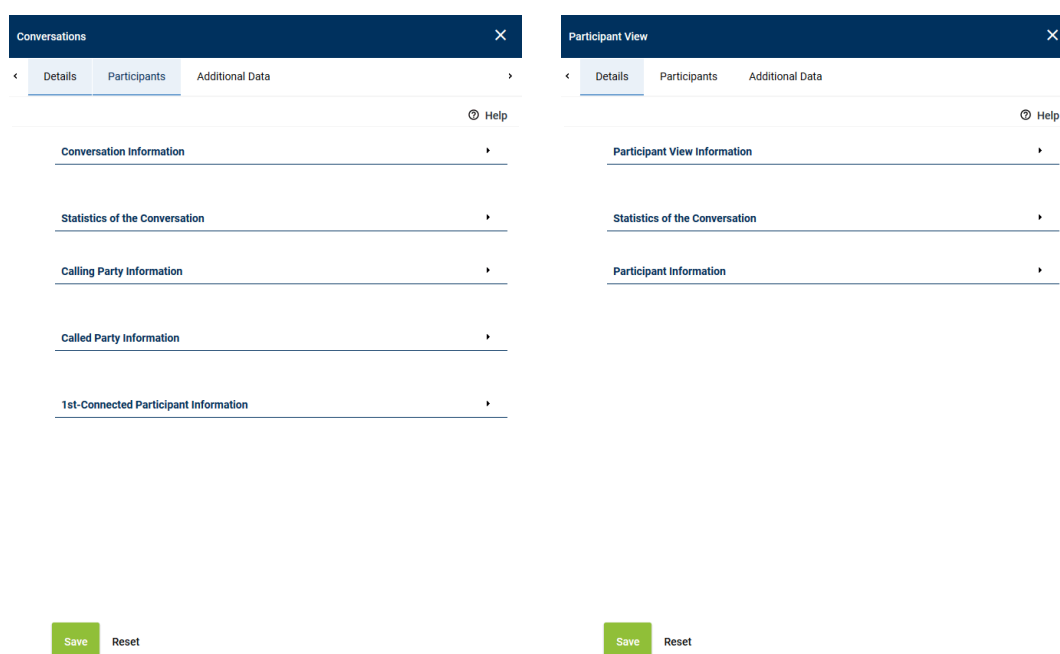 Conversations
Details Participants Additional Data
Help
Conversation Information
Statistics of the Conversation
Calling Party Information
Called Party Information
1st-Connected Participant Information
Save Reset
Participant View
Details Participants Additional Data
Help
Participant View Information
Statistics of the Conversation
Participant Information
Save Reset